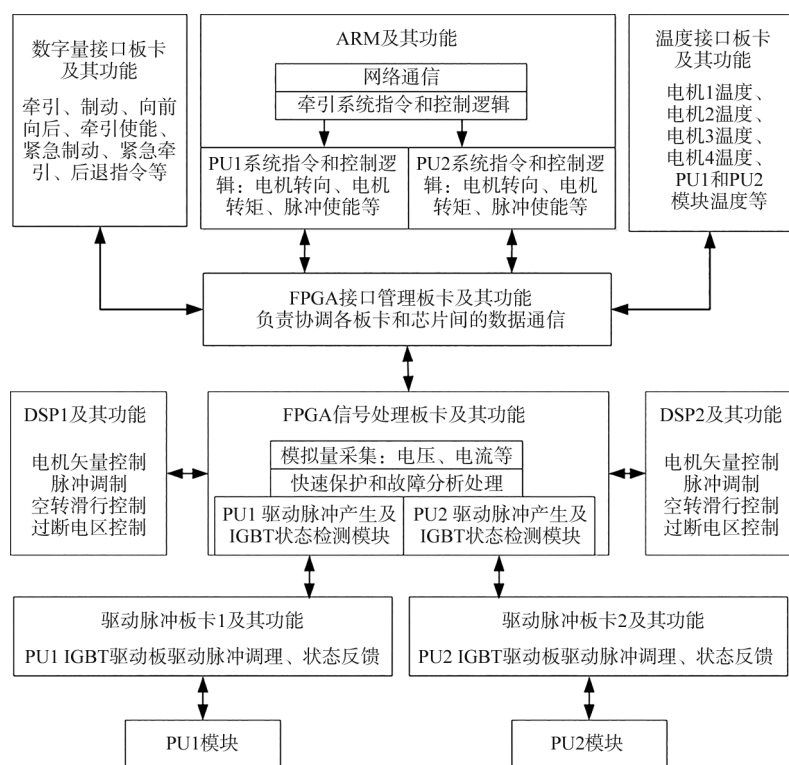 数字量接口板卡
及其功能
牵引、制动、向前
向后、牵引使能、
紧急制动、紧急牵
引、后退指令等
ARM及其功能
网络通信
牵引系统指令和控制逻辑
PU1系统指令和控制逻
辑：电机转向、电机
转矩、脉冲使能等
PU2系统指令和控制逻
辑：电机转向、电机
转矩、脉冲使能等
温度接口板卡
及其功能
电机1温度、
电机2温度、
电机3温度、
电机4温度、
PU1和PU2
模块温度等
FPGA接口管理板卡及其功能
负责协调各板卡和芯片间的数据通信
DSP1及其功能
电机矢量控制
脉冲调制
空转滑行控制
过断电区控制
FPGA信号处理板卡及其功能
模拟量采集：电压、电流等
快速保护和故障分析处理
PU1 驱动脉冲产生及
IGBT状态检测模块
PU2 驱动脉冲产生及
IGBT状态检测模块
DSP2及其功能
电机矢量控制
脉冲调制
空转滑行控制
过断电区控制
驱动脉冲板卡1及其功能
PU1 IGBT驱动板驱动脉冲调理、状态反馈
驱动脉冲板卡2及其功能
PU2 IGBT驱动板驱动脉冲调理、状态反馈
PU1模块
PU2模块